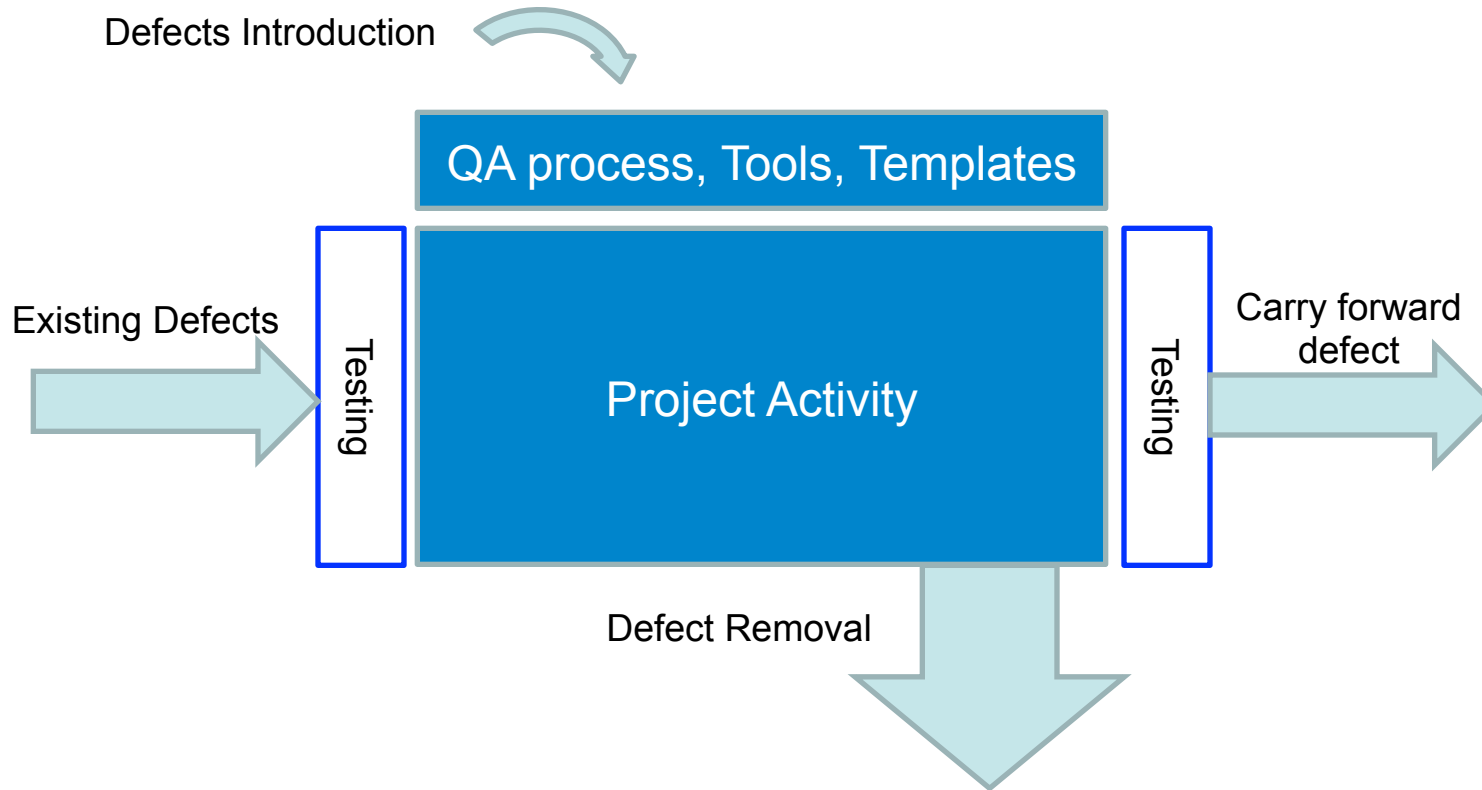 Defects Introduction
QA process, Tools, Templates
Existing Defects
Testing
Project Activity
Testing
Carry forward
defect
Defect Removal